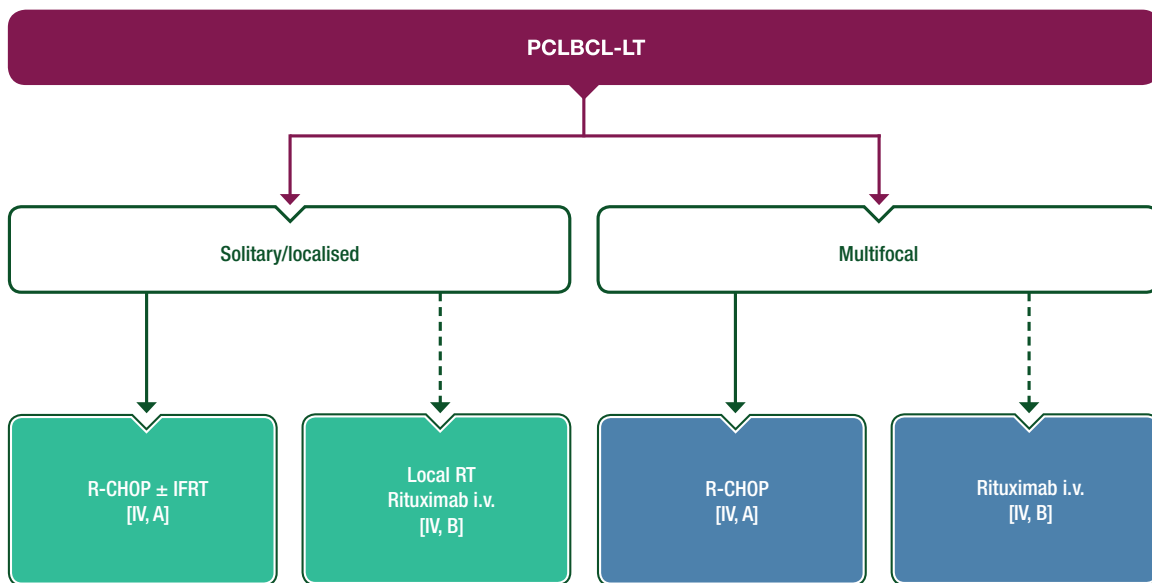 PCLBCL-LT
Solitary/localised
Multifocal
R-CHOP ± IFRT
[IV, A]
Local RT
Rituximab i.v.
[IV, B]
R-CHOP
[IV, A]
Rituximab i.v.
[IV, B]